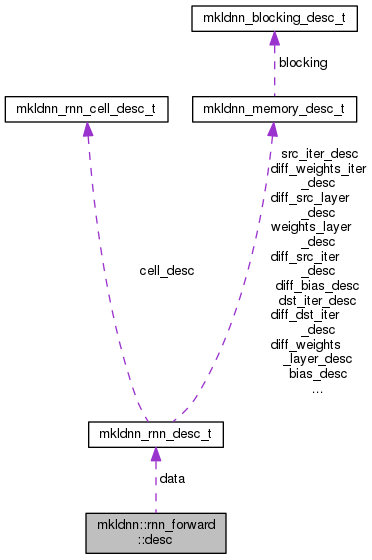 mkldnn_blocking_desc_t
blocking
mkldnn_rnn_cell_desc_t
mkldnn_memory_desc_t
src_iter_desc
diff_weights_iter
_desc
diff_src_layer
_desc
weights_layer
_desc
diff_src_iter
_desc
diff_bias_desc
dst_iter_desc
diff_dst_iter
_desc
diff_weights
_layer_desc
bias_desc
...
cell_desc
mkldnn_rnn_desc_t
data
mkldnn::rnn_forward
::desc